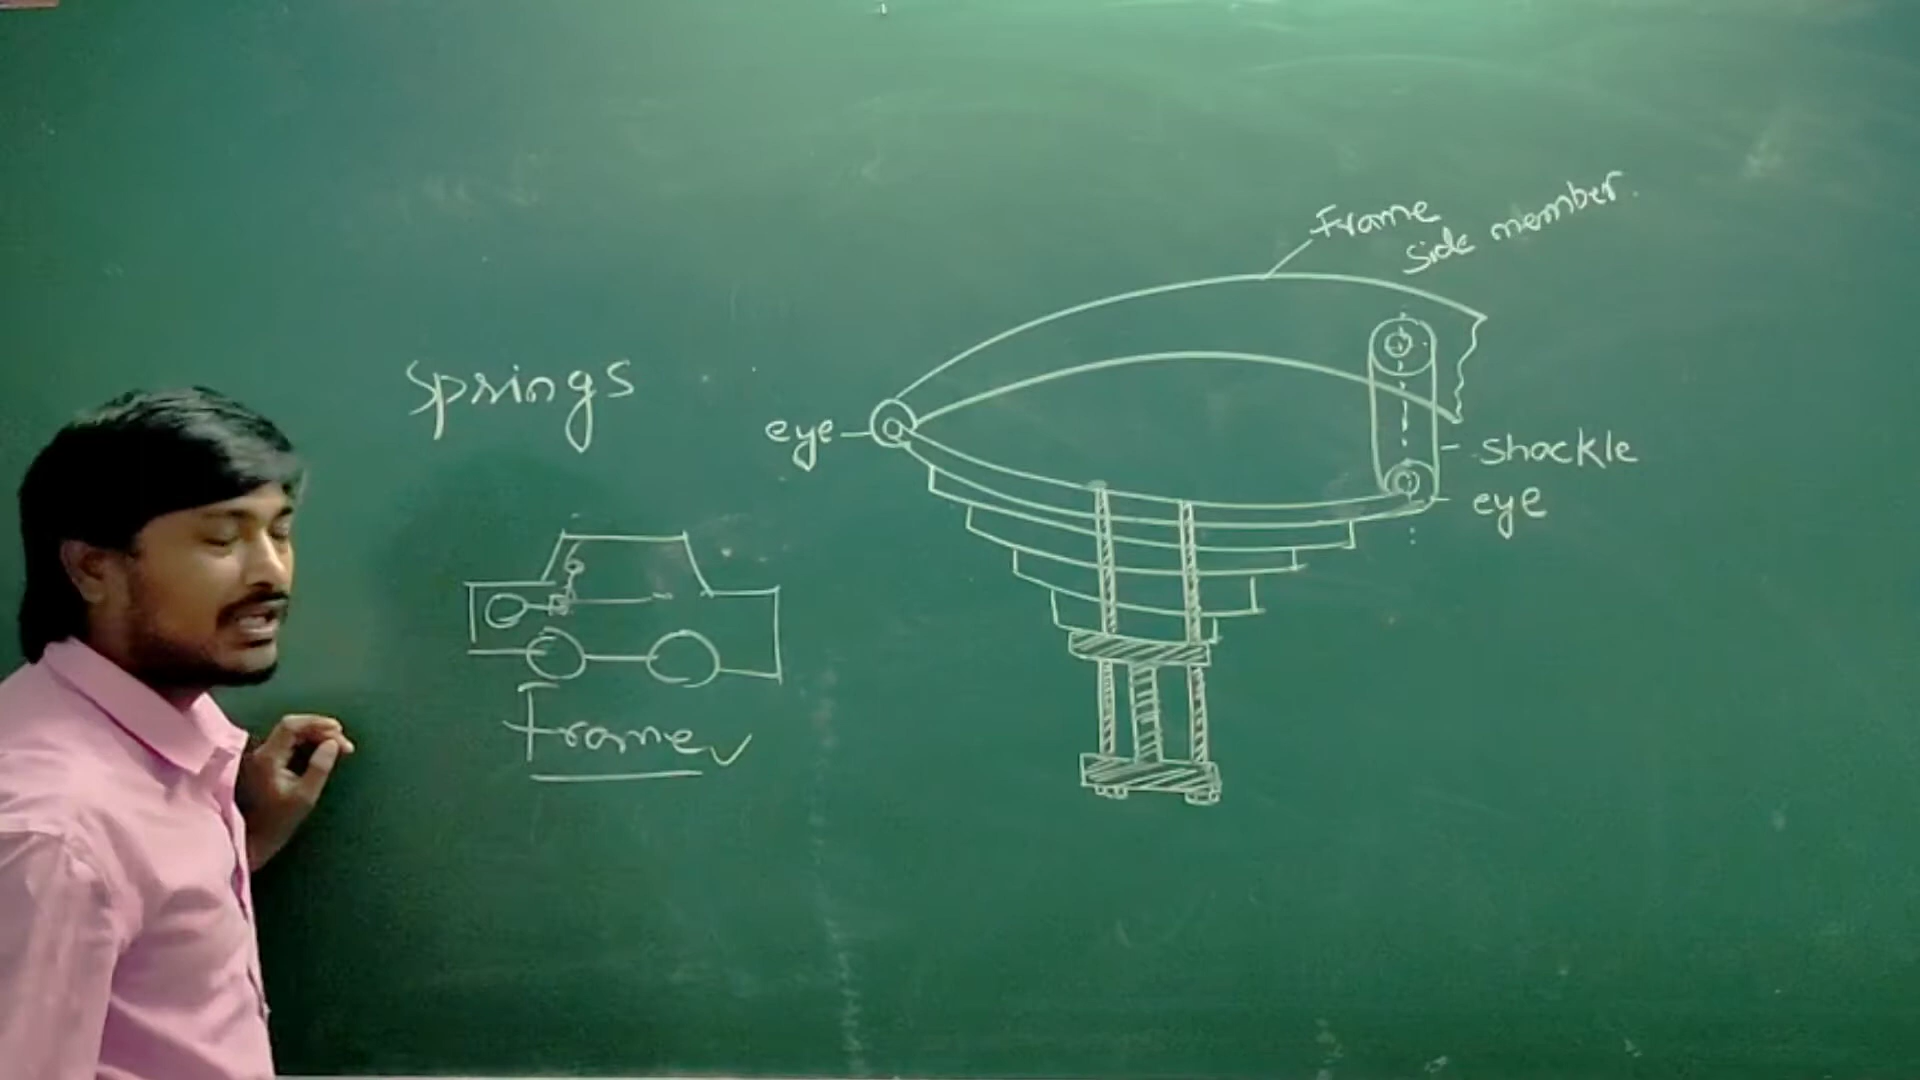 Frame
side member.
springs
eye
shackle
eye
Frame